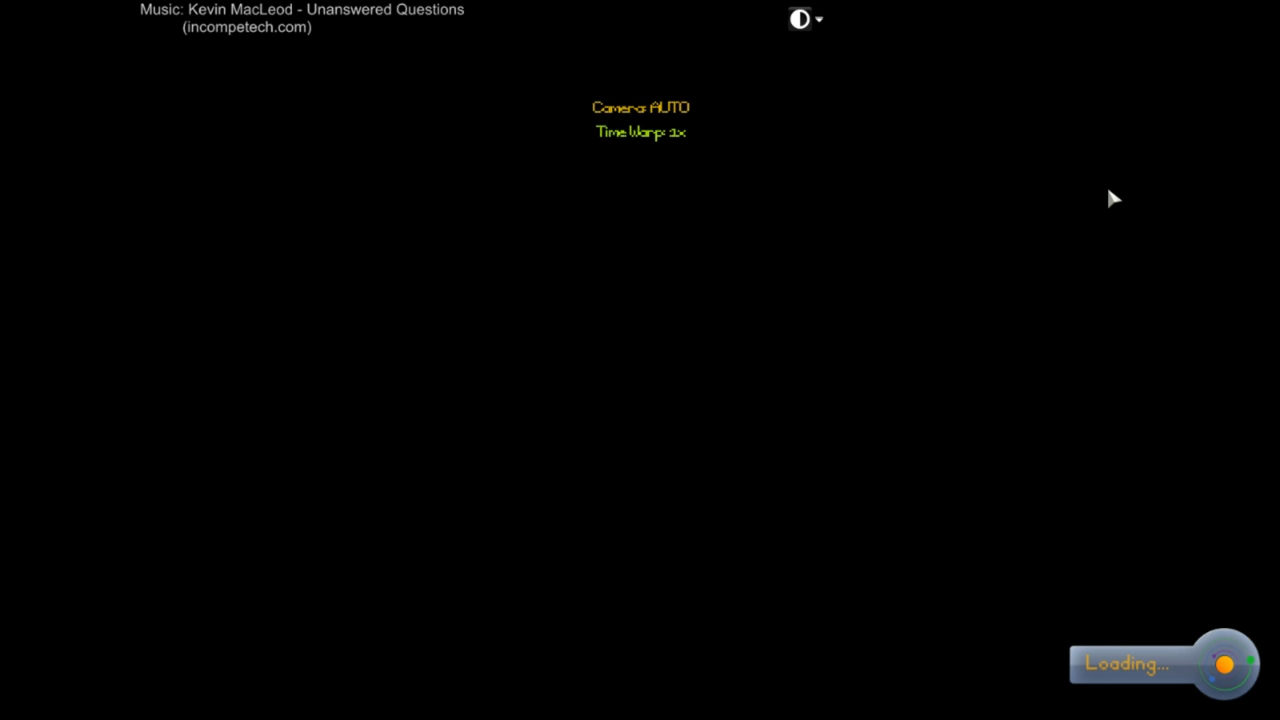 Music: Kevin MacLeod - Unanswered Questions
(incompetech.com)
Camera: AUTO
Time Warp: 1x
Loading...